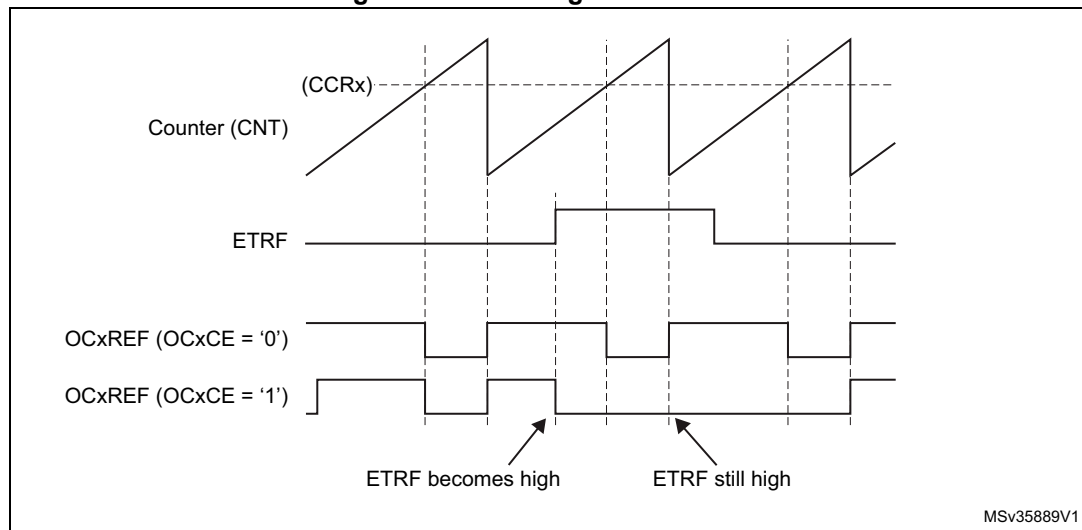 (CCRx)
Counter (CNT)
ETRF
OCxREF (OCxCE = ‘0’)
OCxREF (OCxCE = ‘1’)
ETRF becomes high
ETRF still high
MSv35889V1